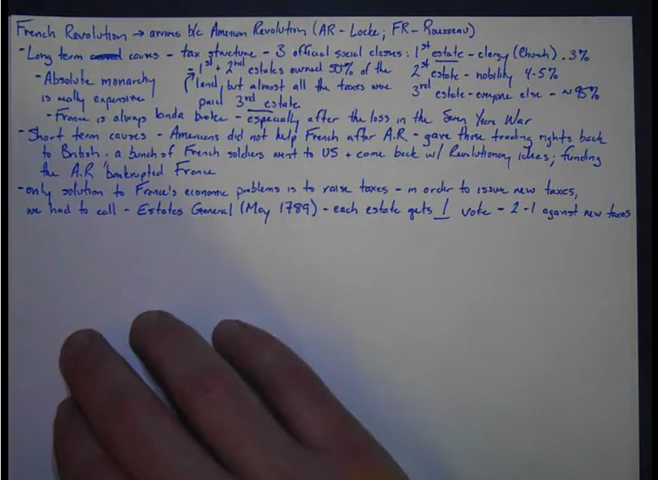 French Revolution → arrows b/c American Revolution (AR - Locke; FR - Rousseau)
- Long term causes - tax structure - 3 official social classes: 1st estate - clergy (Church) .3%
- Absolute monarchy is really expensive
- 1st + 2nd estates owned 50% of the land, but almost all the taxes were paid 3rd estate
2st estate - nobility 4-5%
3rd estate - everyone else - ~95%
- France is always kinda broke - especially after the loss in the Seven Years War
- Short term causes - Americans did not help French after A.R - gave those trading rights back
to British. a bunch of French soldiers went to US + come back w/ Revolutionary ideas; funding
the A.R bankrupted France
- only solution to France's economic problems is to raise taxes - in order to issue new taxes,
we had to call - Estates General (May 1789) - each estate gets 1 vote - 2-1 against new taxes